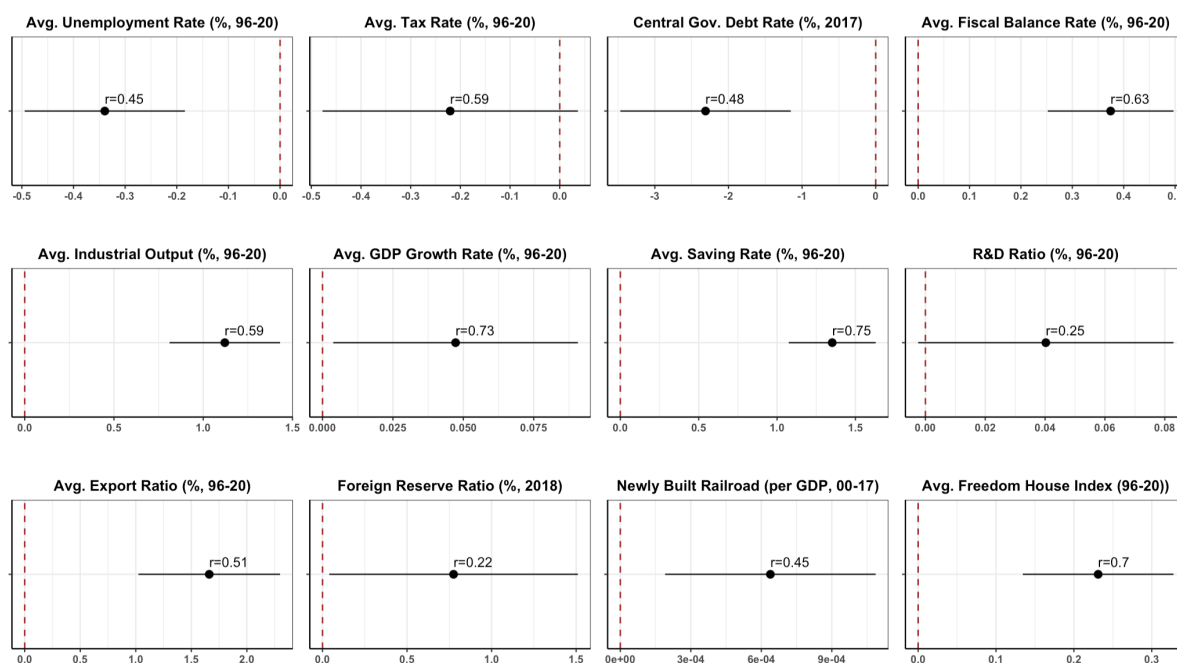 Avg. Unemployment Rate (%, 96-20)
r=0.45
-0.5 -0.4 -0.3 -0.2 -0.1 0.0
Avg. Tax Rate (%, 96-20)
r=0.59
-0.5 -0.4 -0.3 -0.2 -0.1 0.0
Central Gov. Debt Rate (%, 2017)
r=0.48
-3 -2 -1 0
Avg. Fiscal Balance Rate (%, 96-20)
r=0.63
0.0 0.1 0.2 0.3 0.4
Avg. Industrial Output (%, 96-20)
r=0.59
0.0 0.5 1.0 1.5
Avg. GDP Growth Rate (%, 96-20)
r=0.73
0.000 0.025 0.050 0.075
Avg. Saving Rate (%, 96-20)
r=0.75
0.0 0.5 1.0 1.5
R&D Ratio (%, 96-20)
r=0.25
0.00 0.02 0.04 0.06 0.08
Avg. Export Ratio (%, 96-20)
r=0.51
0.0 0.5 1.0 1.5 2.0
Foreign Reserve Ratio (%, 2018)
r=0.22
0.0 0.5 1.0 1.5
Newly Built Railroad (per GDP, 00-17)
r=0.45
0e+00 3e-04 6e-04 9e-04
Avg. Freedom House Index (96-20))
r=0.7
0.0 0.1 0.2 0.3